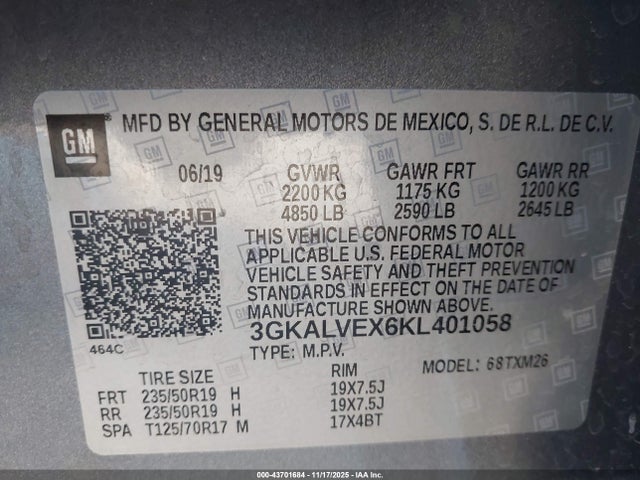 GM MFD BY GENERAL MOTORS DE MEXICO, S. DE R.L. DE C.V.
06/19 GVWR GAWR FRT GAWR RR
2200 KG 1175 KG 1200 KG
4850 LB 2590 LB 2645 LB
THIS VEHICLE CONFORMS TO ALL
APPLICABLE U.S. FEDERAL MOTOR
VEHICLE SAFETY AND THEFT PREVENTION
STANDARDS IN EFFECT ON THE DATE OF
MANUFACTURE SHOWN ABOVE.
464C
3GKALVEX6KL401058
TYPE: M.P.V. MODEL: 68TXM26
TIRE SIZE RIM
FRT 235/50R19 H 19X7.5J
RR 235/50R19 H 19X7.5J
SPA T125/70R17 M 17X4BT
000-43701684 - 11/17/2025 - IAA Inc.